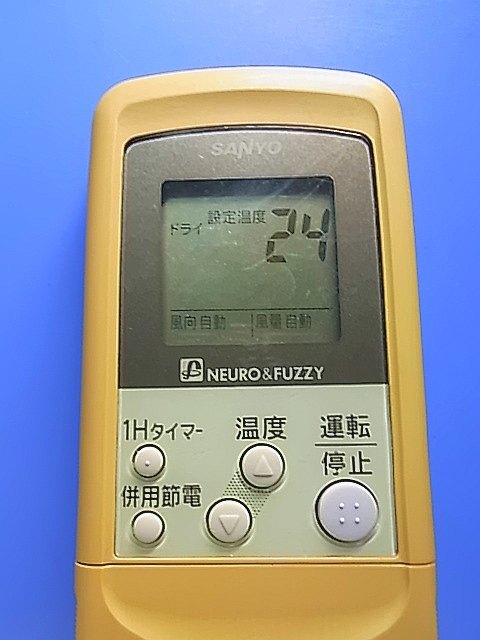 SANYO
設定温度
ドライ 24
風向 自動 風量 自動
NEURO&FUZZY
1Hタイマー 温度 運転
停止
併用節電